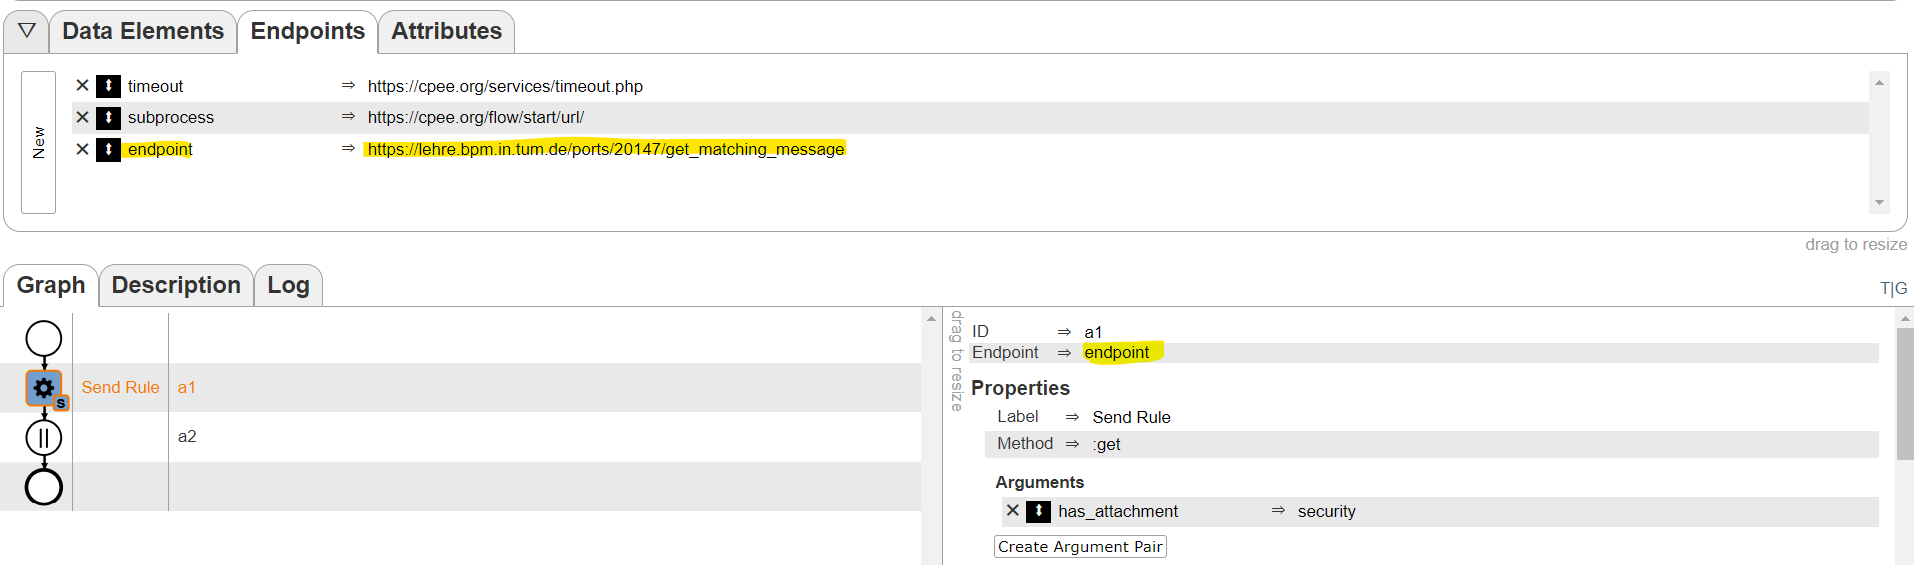 ▽ Data Elements Endpoints Attributes
New
✕ timeout ⇒ https://cpee.org/services/timeout.php
✕ subprocess ⇒ https://cpee.org/flow/start/url/
✕ endpoint ⇒ https://lehre.bpm.in.tum.de/ports/20147/get_matching_message
drag to resize
Graph Description Log
T|G
Send Rule a1
s
a2
drag to resize
ID ⇒ a1
Endpoint ⇒ endpoint
Properties
Label ⇒ Send Rule
Method ⇒ :get
Arguments
✕ has_attachment ⇒ security
Create Argument Pair